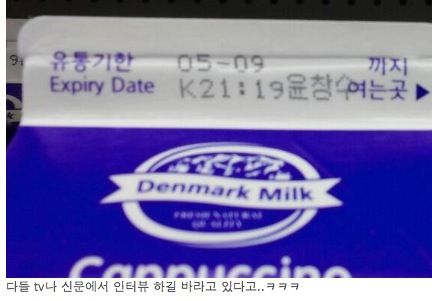 유통기한 05-09 까지
Expiry Date K21:19윤창수여는곳 ▶
Denmark Milk
Cappuccino
다들 tv나 신문에서 인터뷰 하길 바라고 있다고..ㅋㅋㅋ